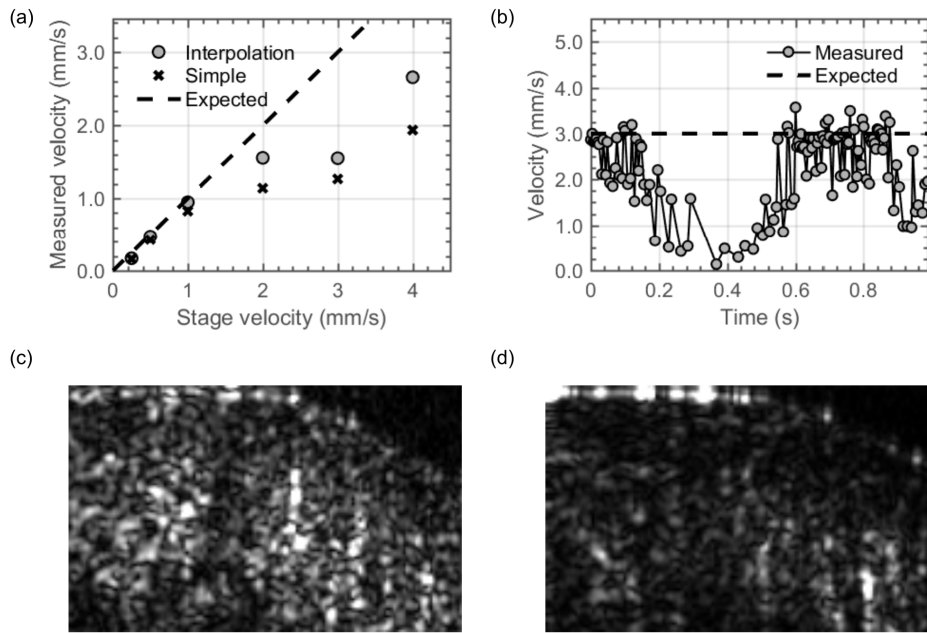 (a)
Measured velocity (mm/s)
3.0
2.0
1.0
0.0
Interpolation
Simple
Expected
0
1
2
3
4
Stage velocity (mm/s)
(b)
Velocity (mm/s)
5.0
4.0
3.0
2.0
1.0
0.0
Measured
Expected
0
0.2
0.4
0.6
0.8
Time (s)
(c)
(d)